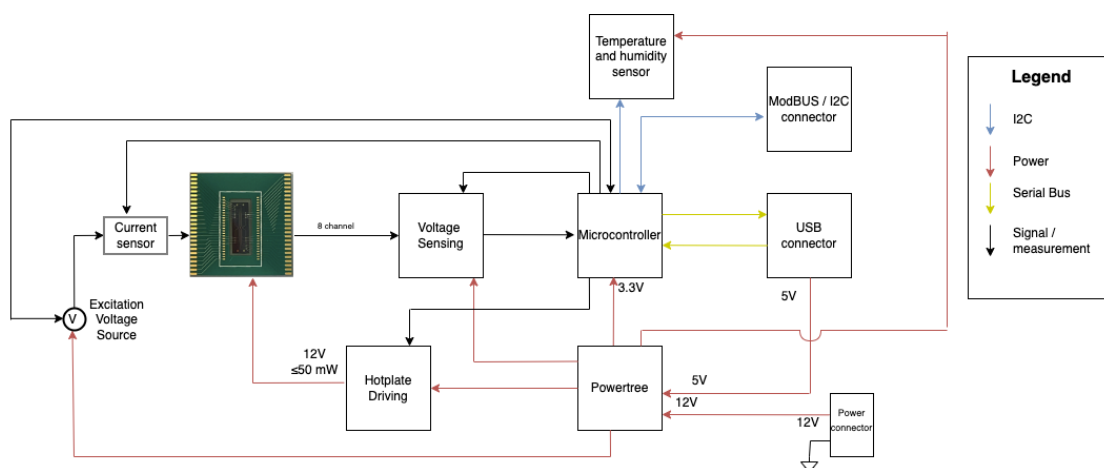 Temperature
and humidity
sensor
ModBUS / I2C
connector
Legend
I2C
Power
Serial Bus
Signal /
measurement
Current
sensor
8 channel
Voltage
Sensing
Microcontroller
USB
connector
3.3V
5V
V
Excitation
Voltage
Source
12V
≤50 mW
Hotplate
Driving
Powertree
5V
12V
12V
Power
connector